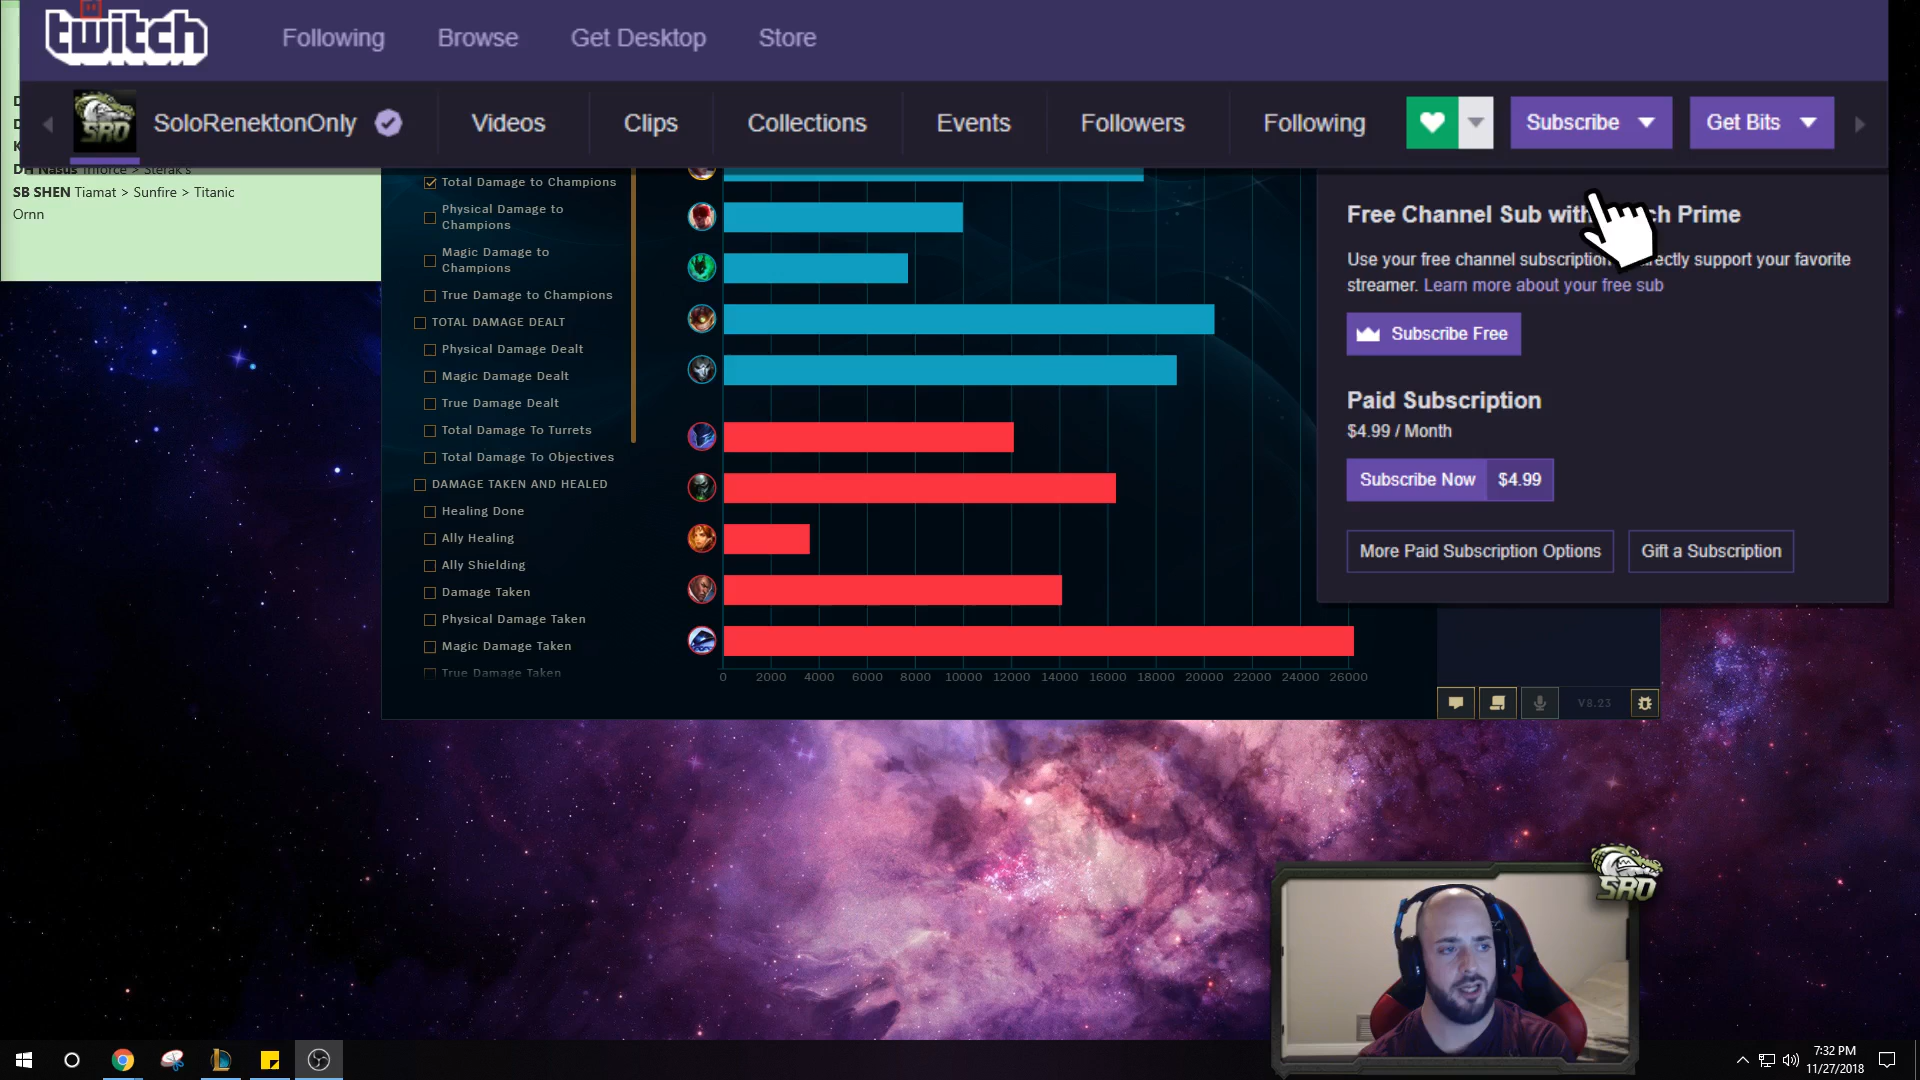 twitch
Following
Browse
Get Desktop
Store
SRO
SoloRenektonOnly
Videos
Clips
Collections
Events
Followers
Following
Subscribe
Get Bits
DH Nasus Triforce > Sterak's
SB SHEN Tiamat > Sunfire > Titanic
Ornn
Total Damage to Champions
Physical Damage to
Champions
Magic Damage to
Champions
True Damage to Champions
TOTAL DAMAGE DEALT
Physical Damage Dealt
Magic Damage Dealt
True Damage Dealt
Total Damage To Turrets
Total Damage To Objectives
DAMAGE TAKEN AND HEALED
Healing Done
Ally Healing
Ally Shielding
Damage Taken
Physical Damage Taken
Magic Damage Taken
True Damage Taken
0 2000 4000 6000 8000 10000 12000 14000 16000 18000 20000 22000 24000 26000
Free Channel Sub with Prime
Use your free channel subscription support your favorite
streamer. Learn more about your free sub
Subscribe Free
Paid Subscription
$4.99 / Month
Subscribe Now $4.99
More Paid Subscription Options
Gift a Subscription
V8.23
SRO
7:32 PM
11/27/2018